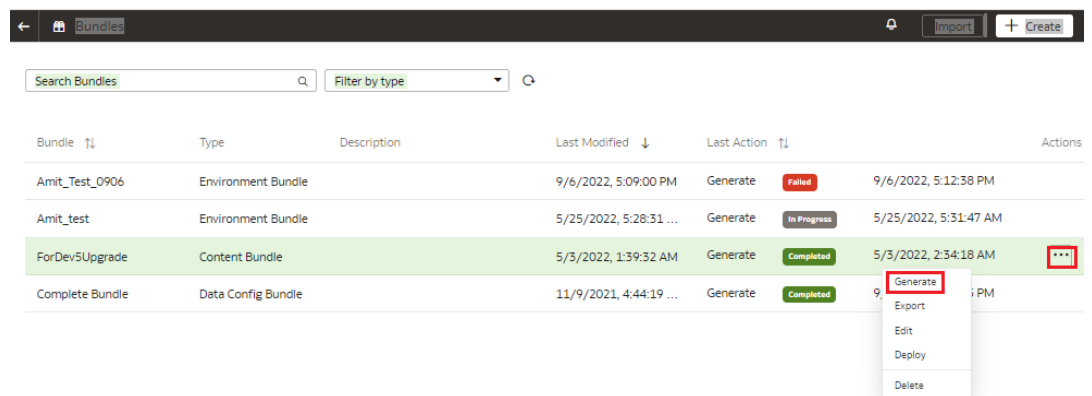 Bundles Import Create
Search Bundles Filter by type
Bundle Type Description Last Modified Last Action Actions
Amit_Test_0906 Environment Bundle 9/6/2022, 5:09:00 PM Generate Failed 9/6/2022, 5:12:38 PM
Amit_test Environment Bundle 5/25/2022, 5:28:31 ... Generate In Progress 5/25/2022, 5:31:47 AM
ForDev5Upgrade Content Bundle 5/3/2022, 1:39:32 AM Generate Completed 5/3/2022, 2:34:18 AM ...
Generate
Complete Bundle Data Config Bundle 11/9/2021, 4:44:19 ... Generate Completed PM
Export
Edit
Deploy
Delete